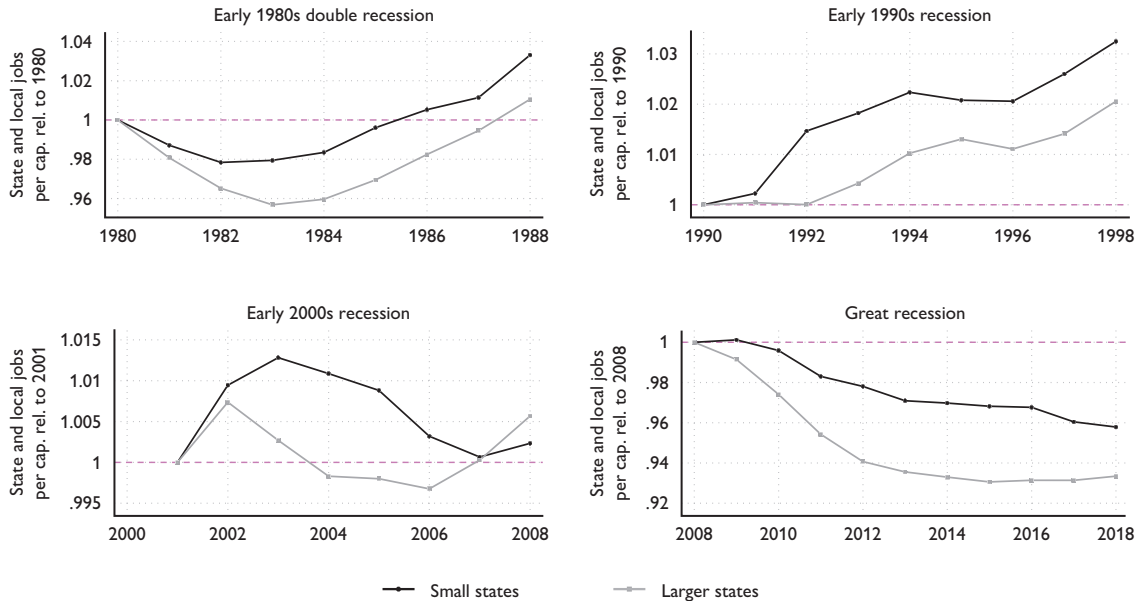 Early 1980s double recession
State and local jobs
per cap. rel. to 1980
1.04
1.02
1
.98
.96
1980
1982
1984
1986
1988
Early 1990s recession
State and local jobs
per cap. rel. to 1990
1.03
1.02
1.01
1
1990
1992
1994
1996
1998
Early 2000s recession
State and local jobs
per cap. rel. to 2001
1.015
1.01
1.005
1
.995
2000
2002
2004
2006
2008
Great recession
State and local jobs
per cap. rel. to 2008
1
.98
.96
.94
.92
2008
2010
2012
2014
2016
2018
Small states
Larger states